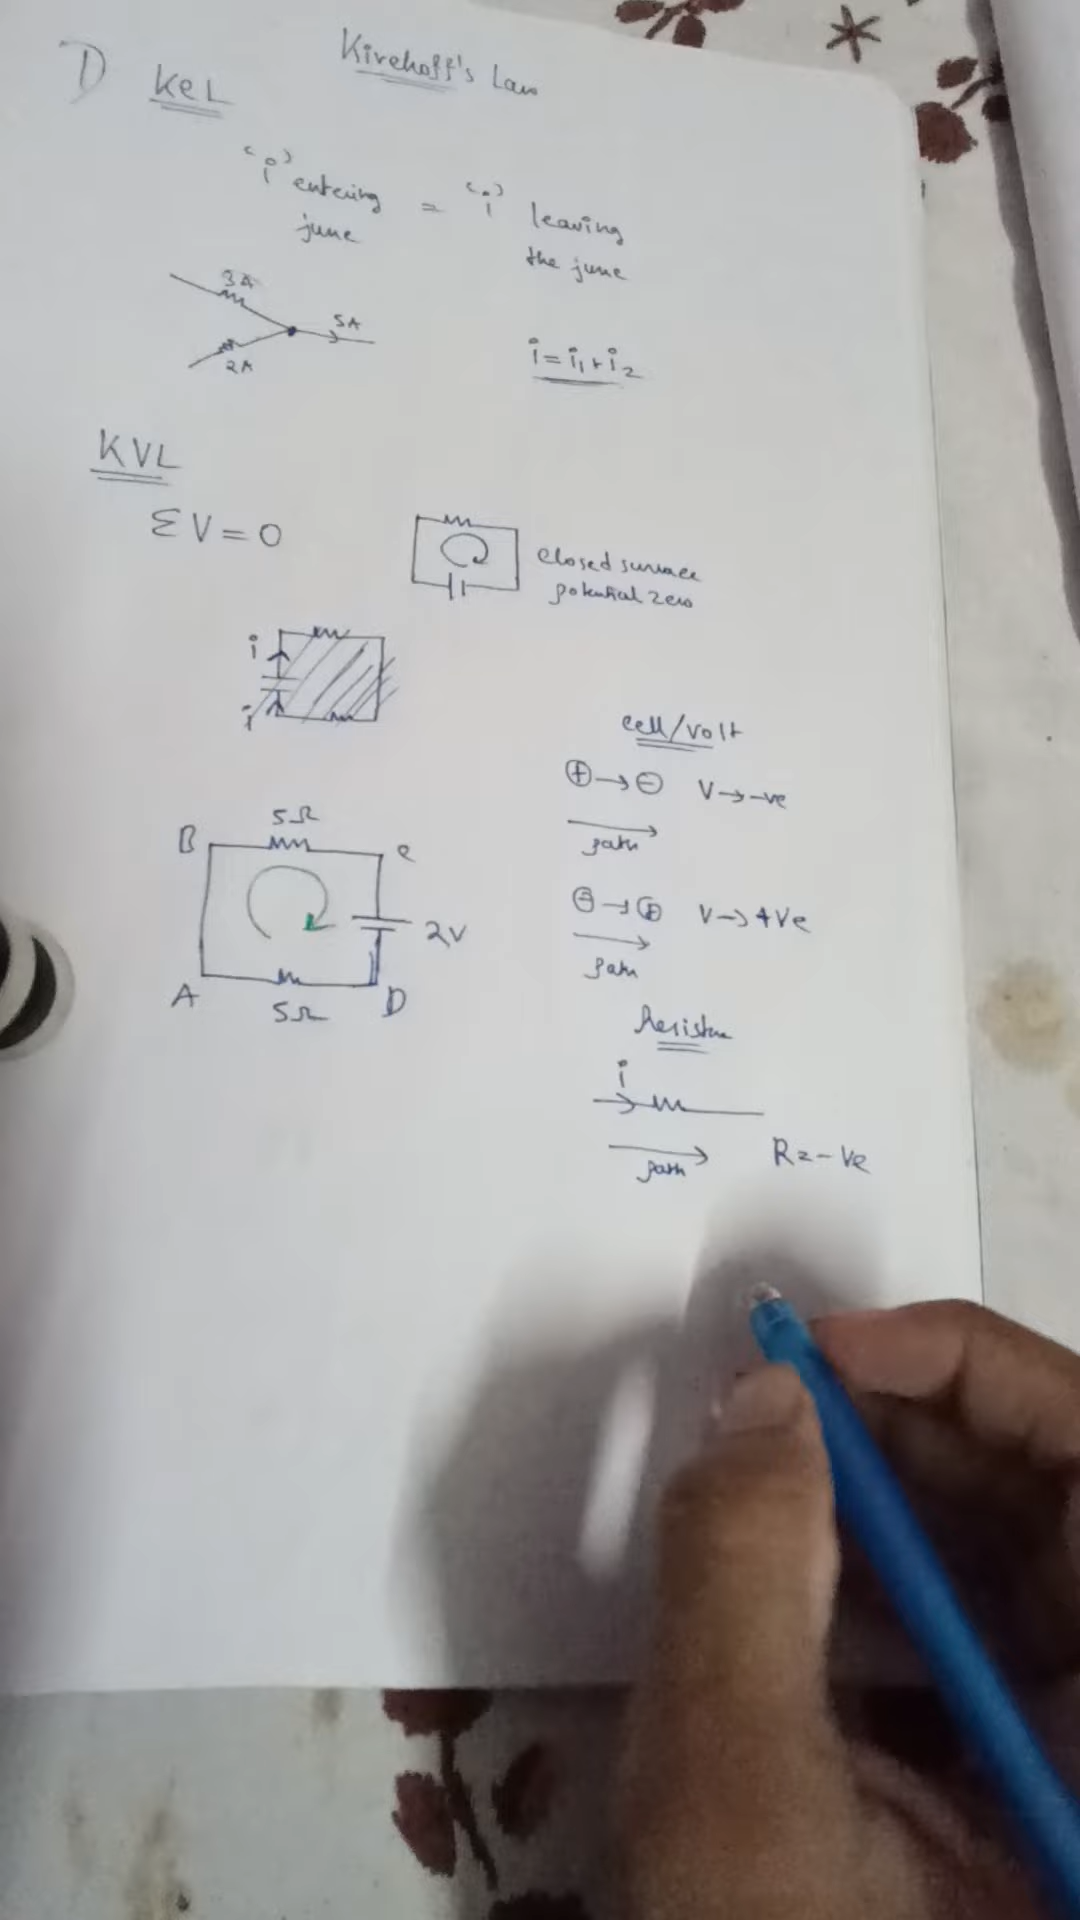 Kirchoff's Law
1) KCL
"i" entering = "i" leaving
junc the junc
3A
5A
2A
i = i₁ + i₂
KVL
ΣV = 0
closed surface
potential zero
i
i
cell/volt
⊕→⊖ V→-ve
path
5Ω
B C
2V
A D
5Ω
⊖→⊕ V→+ve
path
i
path R=-ve